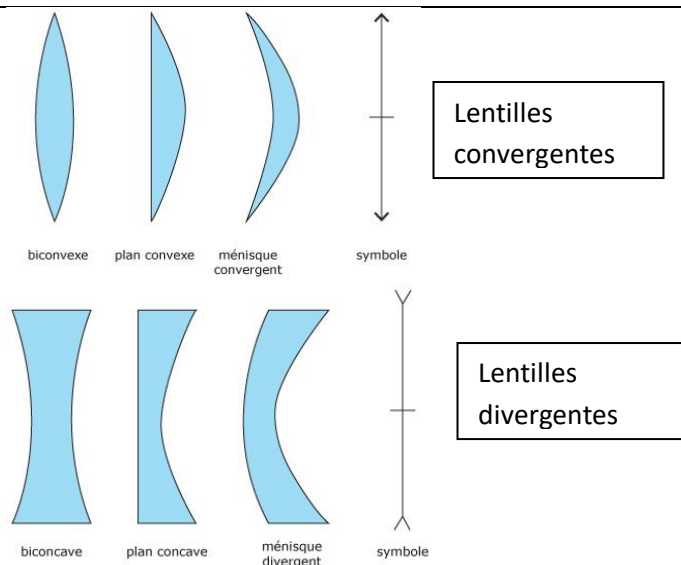 Lentilles
convergentes
biconvexe
plan convexe
ménisque
convergent
symbole
Lentilles
divergentes
biconcave
plan concave
ménisque
divergent
symbole